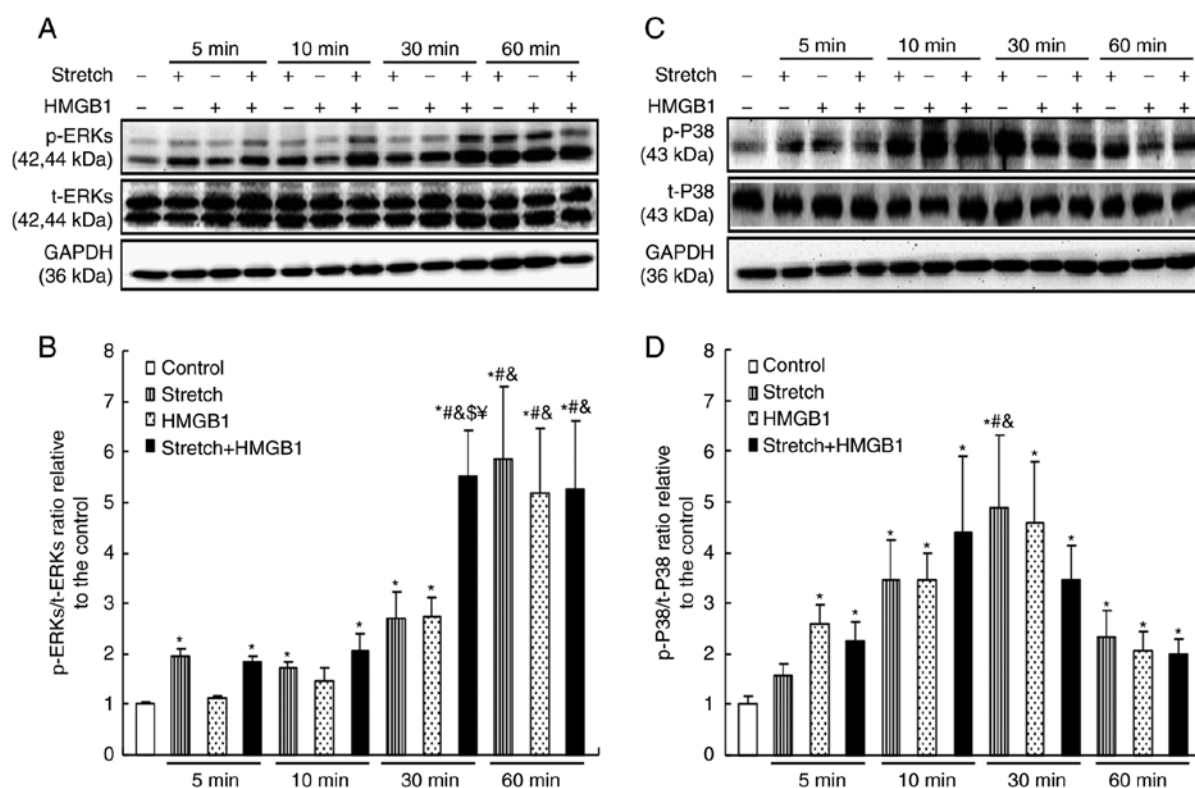 A
5 min 10 min 30 min 60 min
Stretch - + - + + - + + - + + - +
HMGB1 - - + + - + + - + + - + +
p-ERKs
(42,44 kDa)
t-ERKs
(42,44 kDa)
GAPDH
(36 kDa)
B
p-ERKs/t-ERKs ratio relative
to the control
8
7
6
5
4
3
2
1
0
Control
Stretch
HMGB1
Stretch+HMGB1
* * * * * * *#&$¥ *#& *#& *#&
5 min 10 min 30 min 60 min
C
5 min 10 min 30 min 60 min
Stretch - + - + + - + + - + + - +
HMGB1 - - + + - + + - + + - + +
p-P38
(43 kDa)
t-P38
(43 kDa)
GAPDH
(36 kDa)
D
p-P38/t-P38 ratio relative
to the control
8
7
6
5
4
3
2
1
0
Control
Stretch
HMGB1
Stretch+HMGB1
* * * * * *#& * * * * *
5 min 10 min 30 min 60 min